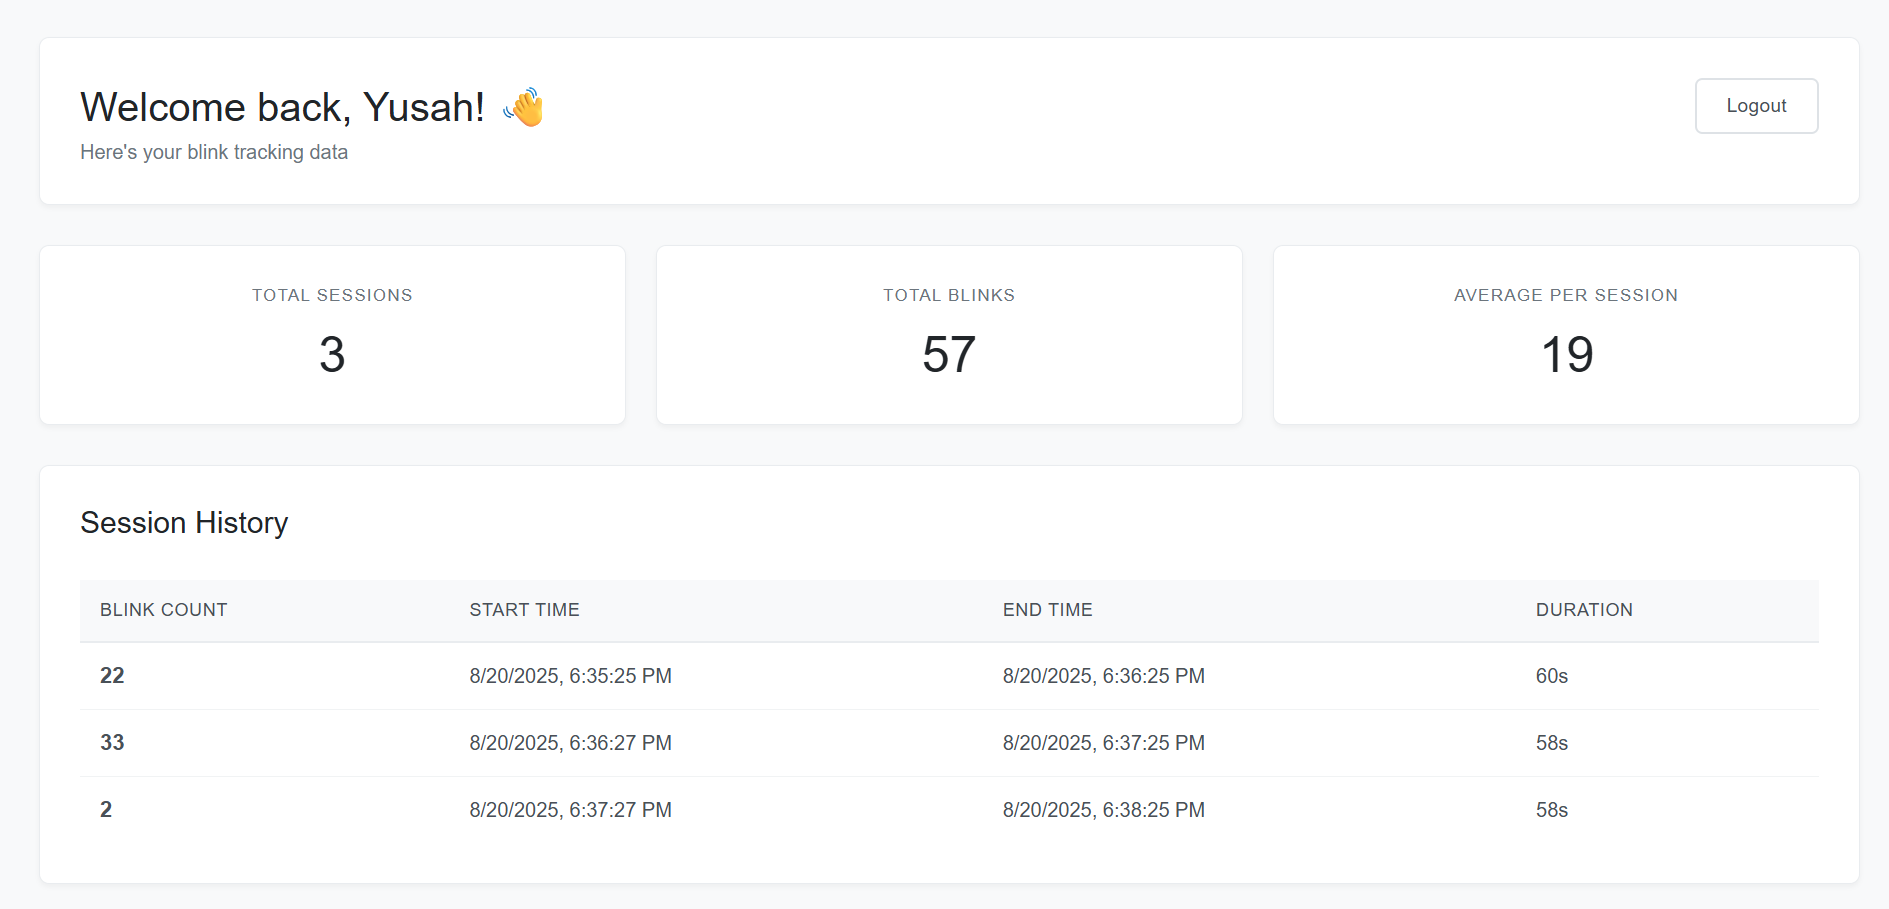 Welcome back, Yusah! 👋
Logout
Here's your blink tracking data
TOTAL SESSIONS
3
TOTAL BLINKS
57
AVERAGE PER SESSION
19
Session History
BLINK COUNT START TIME END TIME DURATION
22 8/20/2025, 6:35:25 PM 8/20/2025, 6:36:25 PM 60s
33 8/20/2025, 6:36:27 PM 8/20/2025, 6:37:25 PM 58s
2 8/20/2025, 6:37:27 PM 8/20/2025, 6:38:25 PM 58s